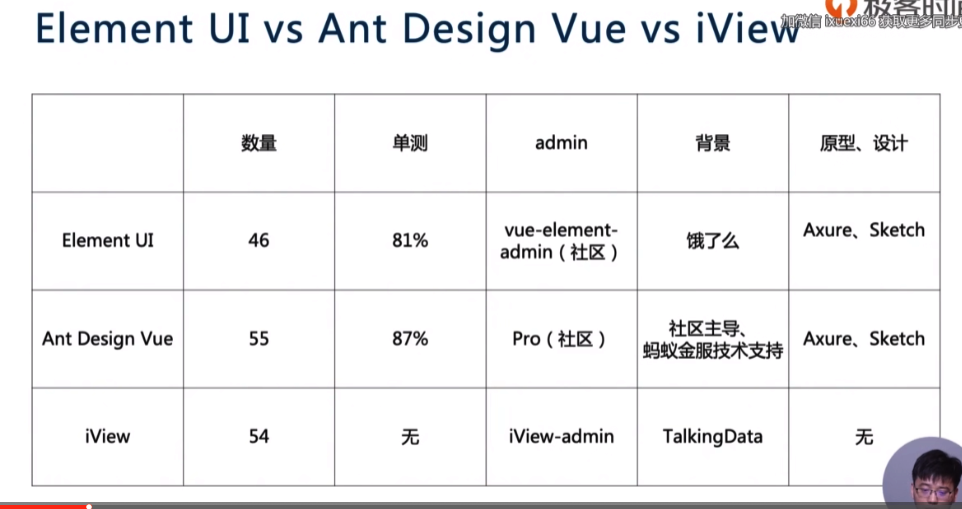 极客时间
加微信 ixuexi66 获取更多同步
Element UI vs Ant Design Vue vs iView
数量
单测
admin
背景
原型、设计
Element UI
46
81%
vue-element-
admin（社区）
饿了么
Axure、Sketch
Ant Design Vue
55
87%
Pro（社区）
社区主导、
蚂蚁金服技术支持
Axure、Sketch
iView
54
无
iView-admin
TalkingData
无